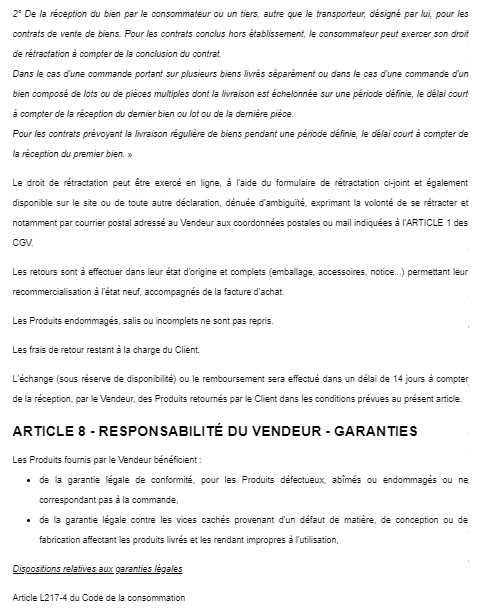 2° De la réception du bien par le consommateur ou un tiers, autre que le transporteur, désigné par lui, pour les
contrats de vente de biens. Pour les contrats conclus hors établissement, le consommateur peut exercer son droit
de rétractation à compter de la conclusion du contrat.
Dans le cas d'une commande portant sur plusieurs biens livrés séparément ou dans le cas d'une commande d'un
bien composé de lots ou de pièces multiples dont la livraison est échelonnée sur une période définie, le délai court
à compter de la réception du dernier bien ou lot ou de la dernière pièce.
Pour les contrats prévoyant la livraison régulière de biens pendant une période définie, le délai court à compter de
la réception du premier bien. »
Le droit de rétractation peut être exercé en ligne, à l'aide du formulaire de rétractation ci-joint et également
disponible sur le site ou de toute autre déclaration, dénuée d'ambiguïté, exprimant la volonté de se rétracter et
notamment par courrier postal adressé au Vendeur aux coordonnées postales ou mail indiquées à l'ARTICLE 1 des
CGV.
Les retours sont à effectuer dans leur état d'origine et complets (emballage, accessoires, notice...) permettant leur
recommercialisation à l'état neuf, accompagnés de la facture d'achat.
Les Produits endommagés, salis ou incomplets ne sont pas repris.
Les frais de retour restant à la charge du Client.
L'échange (sous réserve de disponibilité) ou le remboursement sera effectué dans un délai de 14 jours à compter
de la réception, par le Vendeur, des Produits retournés par le Client dans les conditions prévues au présent article.
ARTICLE 8 - RESPONSABILITÉ DU VENDEUR - GARANTIES
Les Produits fournis par le Vendeur bénéficient :
• de la garantie légale de conformité, pour les Produits défectueux, abîmés ou endommagés ou ne
correspondant pas à la commande,
• de la garantie légale contre les vices cachés provenant d'un défaut de matière, de conception ou de
fabrication affectant les produits livrés et les rendant impropres à l'utilisation,
Dispositions relatives aux garanties légales
Article L217-4 du Code de la consommation